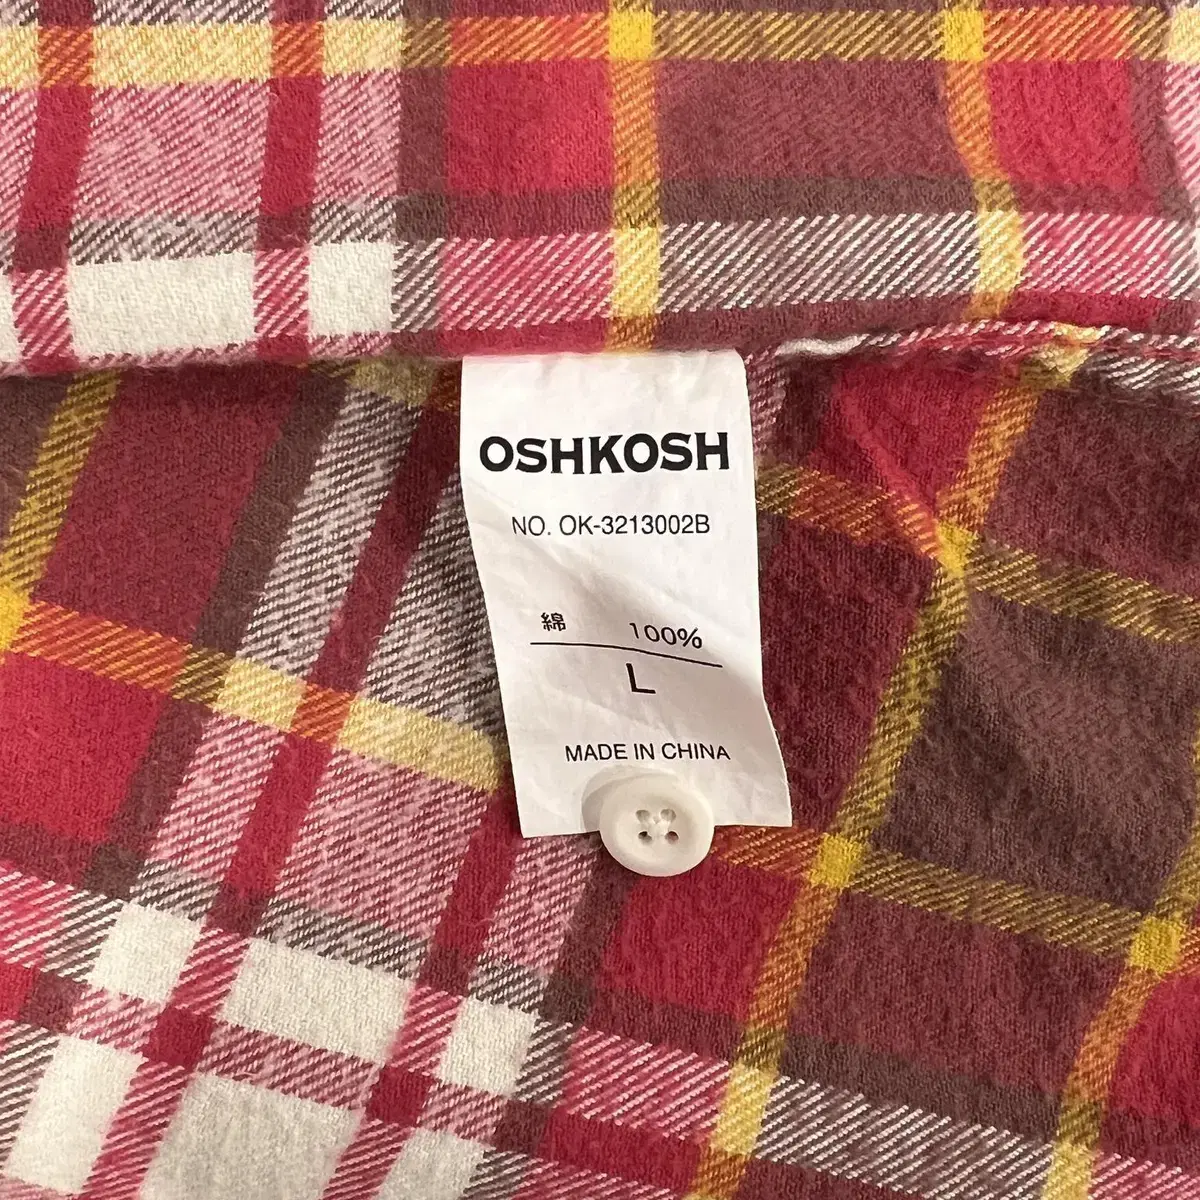 OSHKOSH
NO. OK-3213002B
綿 100%
L
MADE IN CHINA